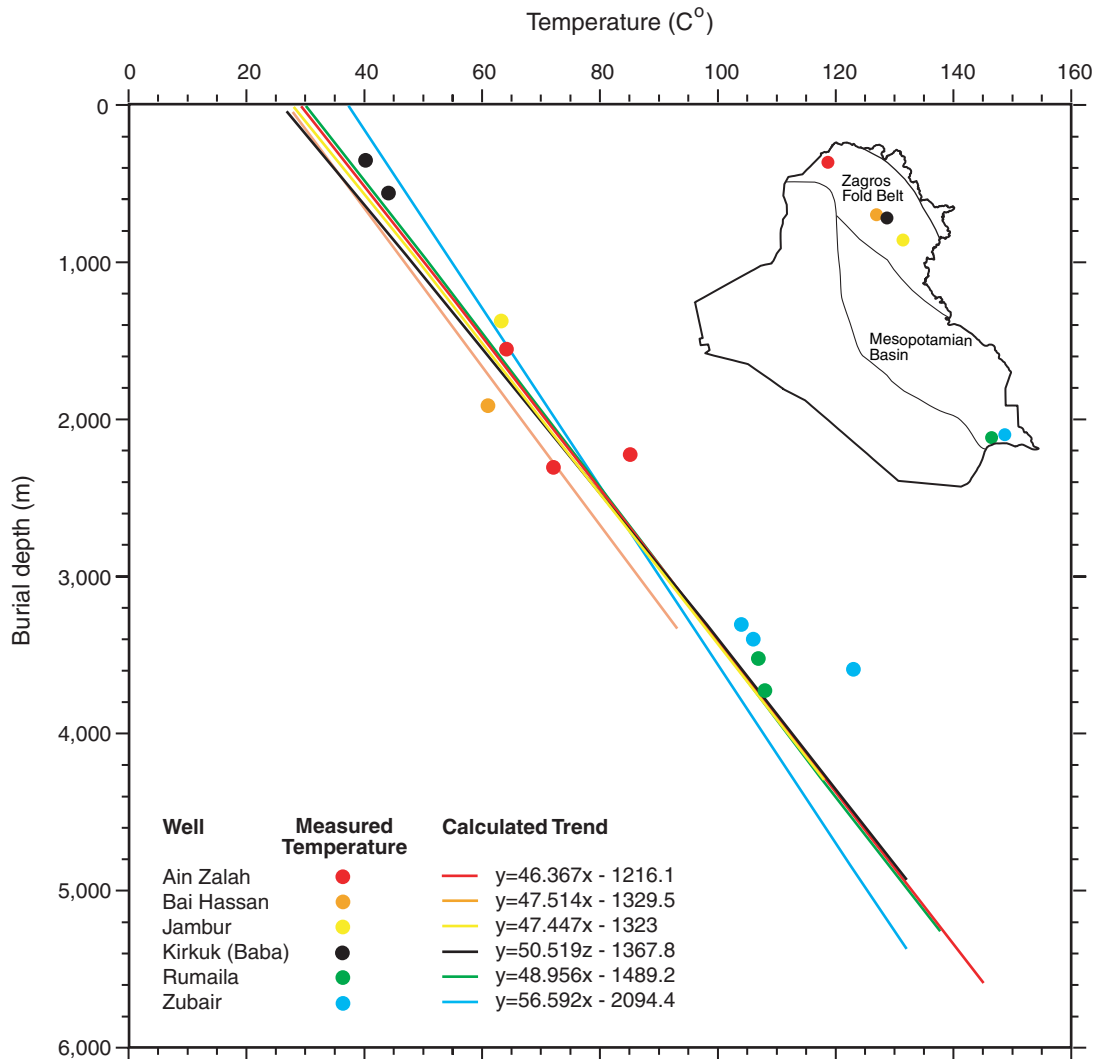 Temperature (C°)
0 20 40 60 80 100 120 140 160
0
1,000
2,000
3,000
4,000
5,000
6,000
Burial depth (m)
Zagros
Fold Belt
Mesopotamian
Basin
Well Measured Temperature Calculated Trend
Ain Zalah y=46.367x - 1216.1
Bai Hassan y=47.514x - 1329.5
Jambur y=47.447x - 1323
Kirkuk (Baba) y=50.519z - 1367.8
Rumaila y=48.956x - 1489.2
Zubair y=56.592x - 2094.4